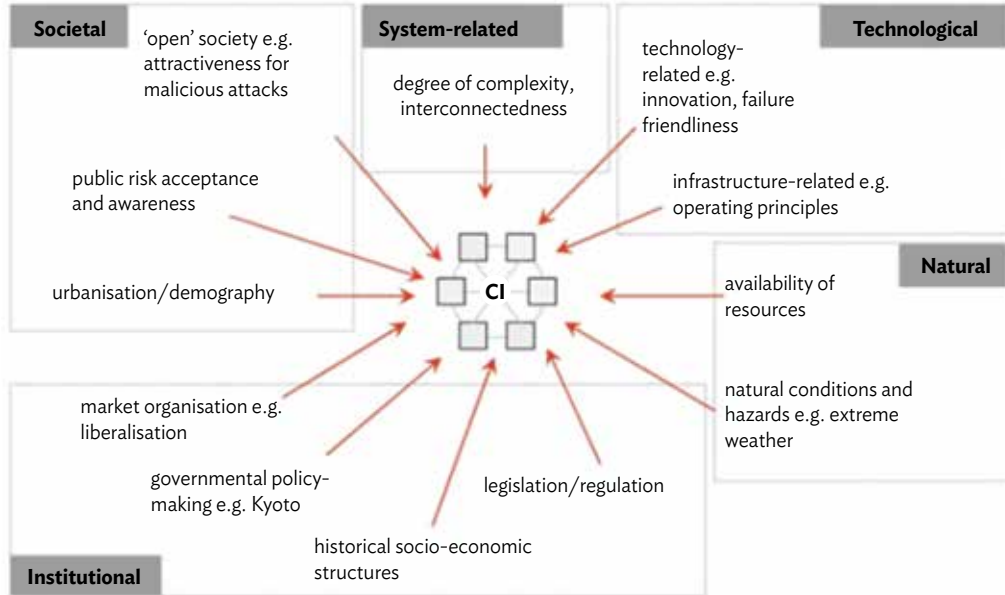 Societal
'open' society e.g.
attractiveness for
malicious attacks
public risk acceptance
and awareness
urbanisation/demography
System-related
degree of complexity,
interconnectedness
Technological
technology-
related e.g.
innovation, failure
friendliness
infrastructure-related e.g.
operating principles
Natural
availability of
resources
natural conditions and
hazards e.g. extreme
weather
CI
market organisation e.g.
liberalisation
governmental policy-
making e.g. Kyoto
historical socio-economic
structures
legislation/regulation
Institutional